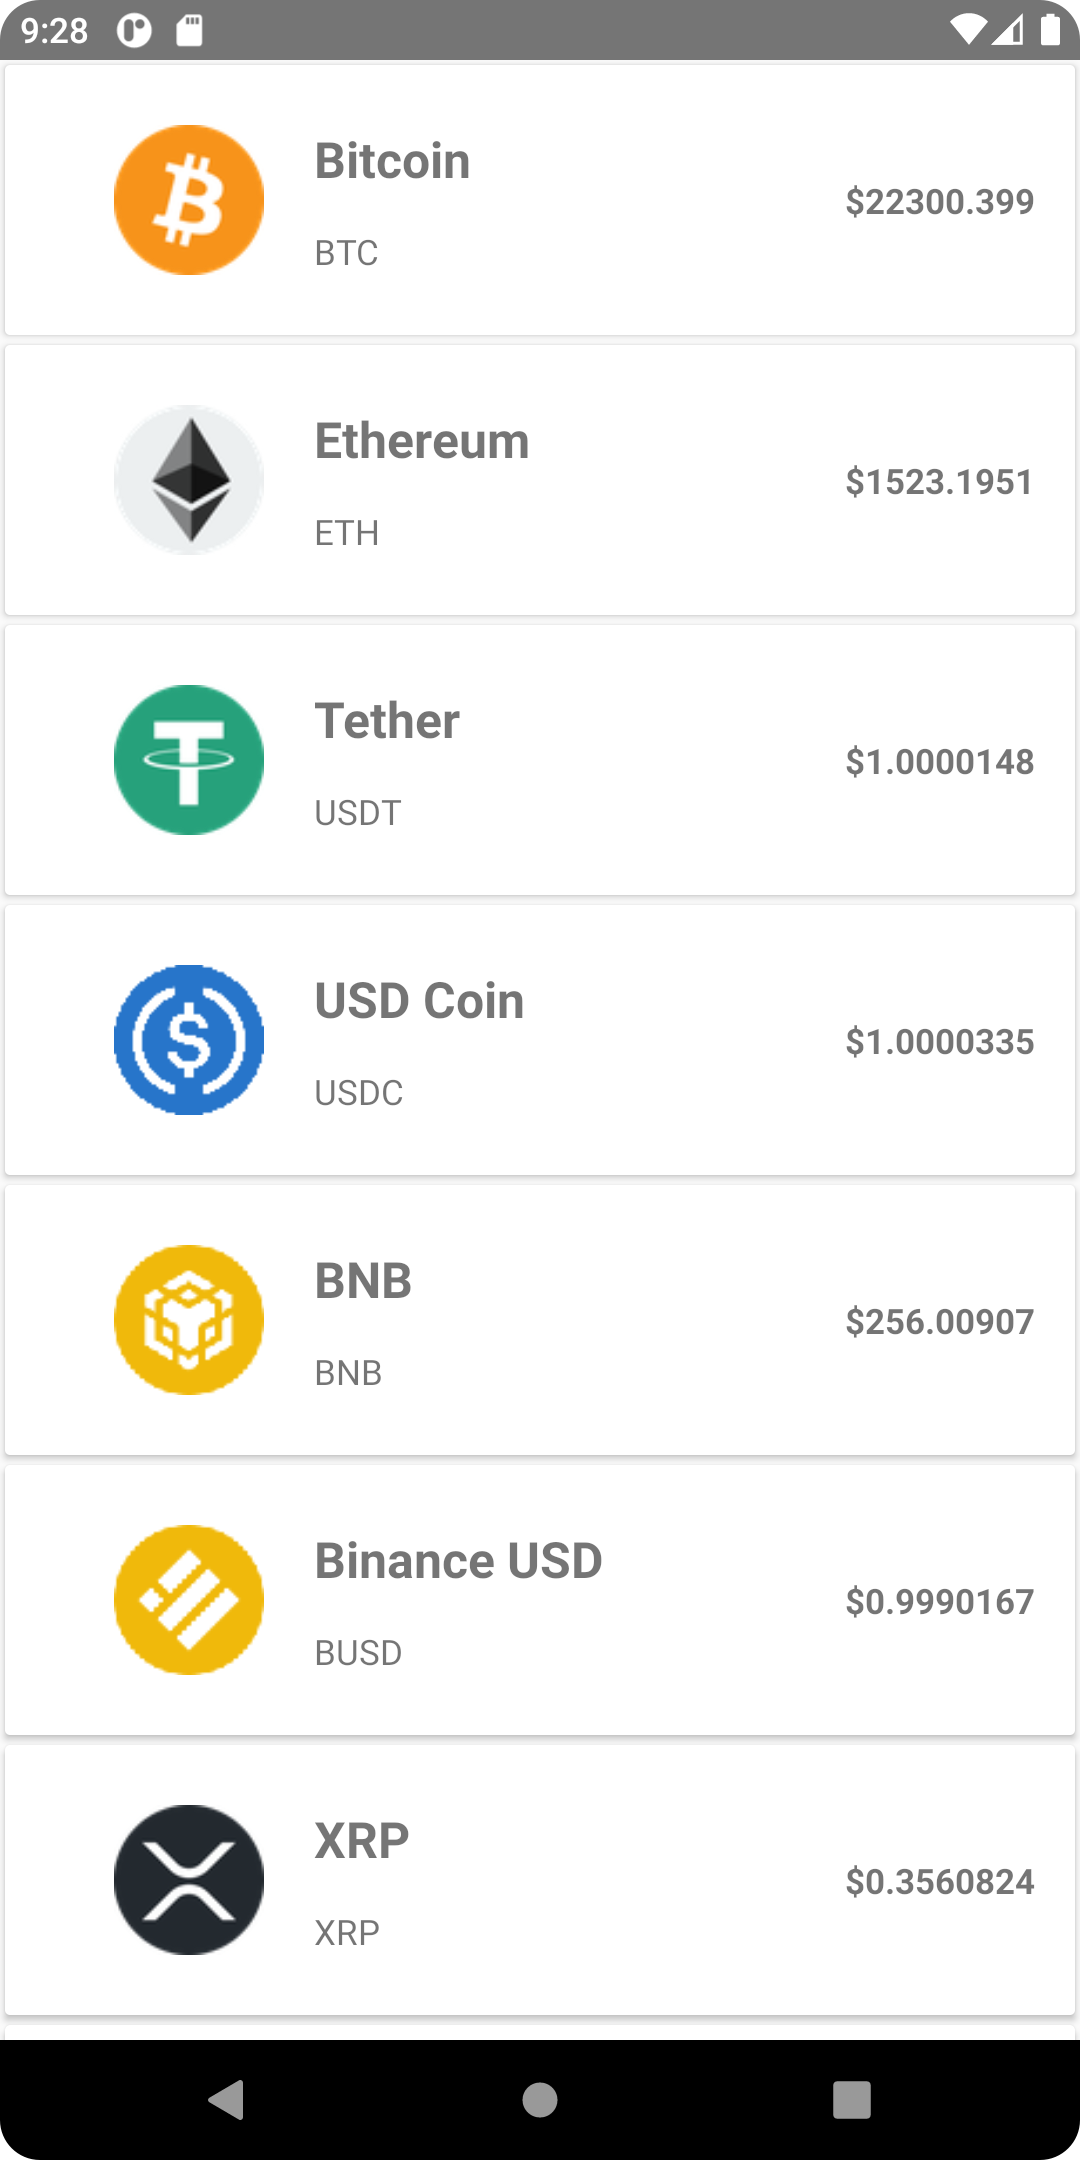 9:28
Bitcoin
$22300.399
BTC
Ethereum
$1523.1951
ETH
Tether
$1.0000148
USDT
USD Coin
$1.0000335
USDC
BNB
$256.00907
BNB
Binance USD
$0.9990167
BUSD
XRP
$0.3560824
XRP